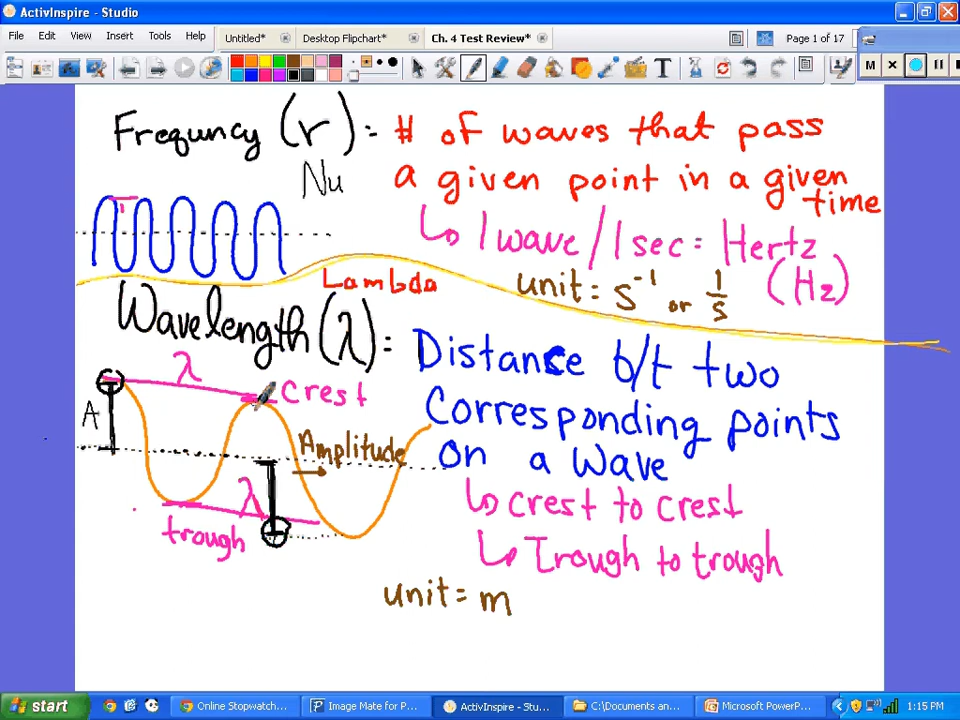 ActivInspire - Studio
File Edit View Insert Tools Help
Untitled* Desktop Flipchart* Ch. 4 Test Review* Page 1 of 17
M
Frequncy (r) = # of waves that pass
Nu a given point in a given
time
1 wave / 1 sec = Hertz
(Hz)
unit: s⁻¹ or 1/s
Lambda
Wavelength (λ) = Distance b/t two
Corresponding points
on a Wave
crest to crest
Trough to trough
λ
Crest
A
Amplitude
λ
trough
unit = m
start Online Stopwatch... Image Mate for P... ActivInspire - Stu... C:\Documents an... Microsoft PowerP... 1:15 PM